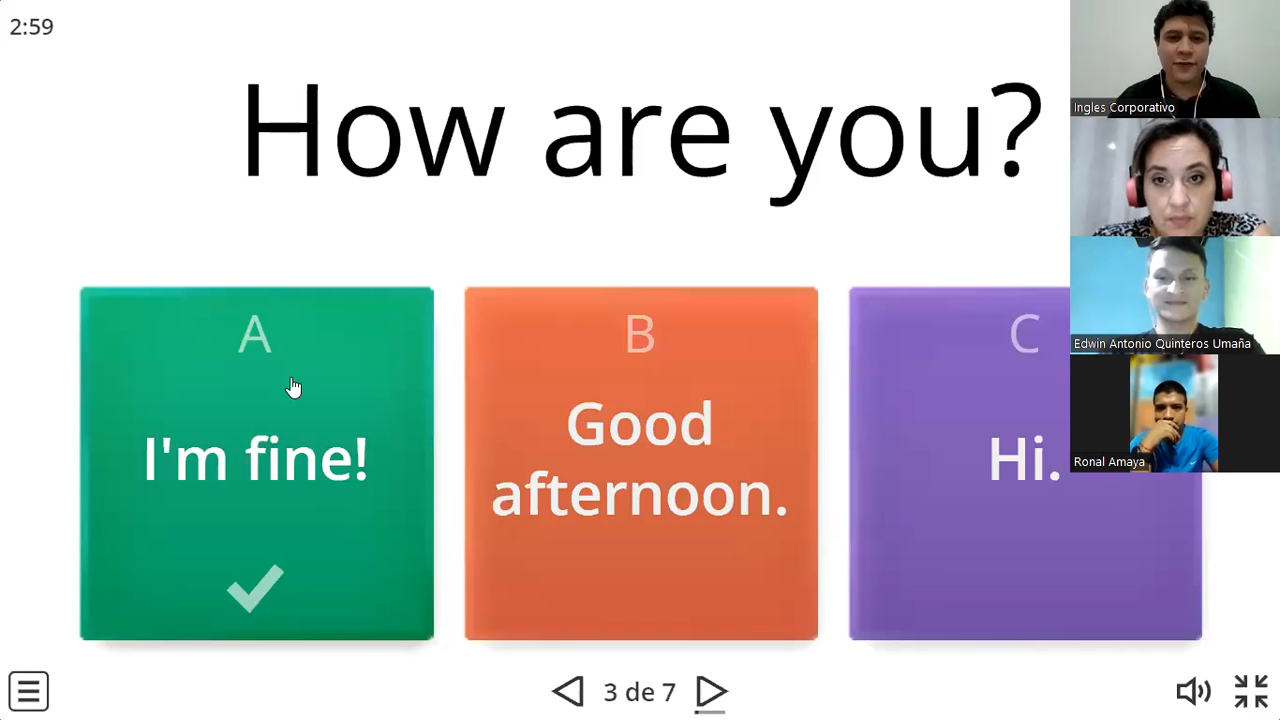 2:59
How are you?
Ingles Corporativo
Edwin Antonio Quinteros Umaña
Ronal Amaya
A
I'm fine!
B
Good
afternoon.
C
Hi.
3 de 7